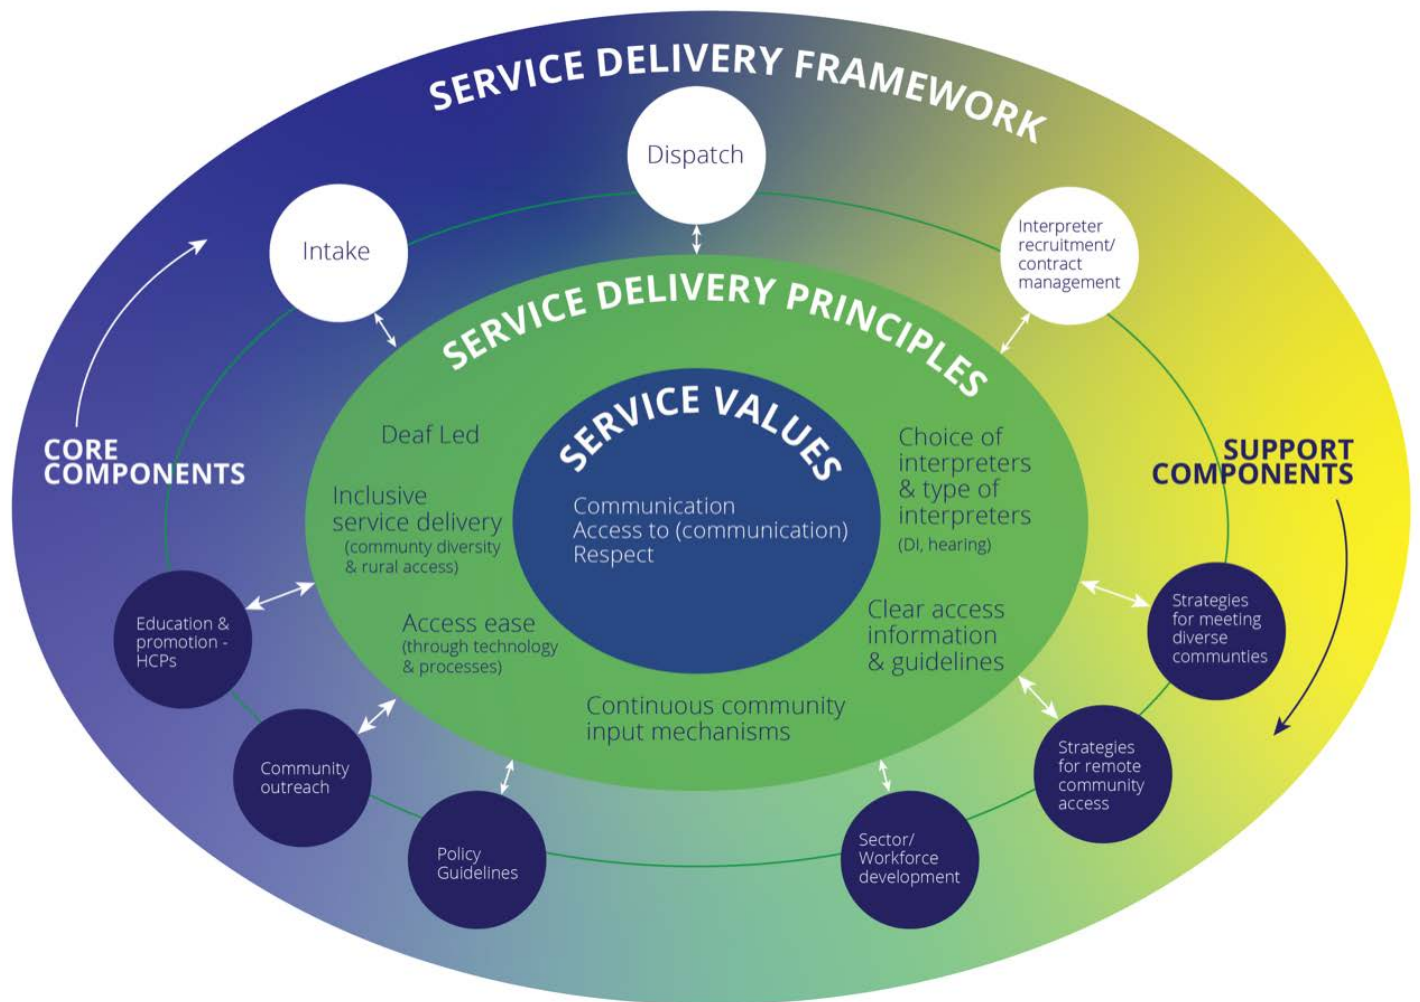 SERVICE DELIVERY FRAMEWORK
Dispatch
Intake
Interpreter
recruitment/
contract
management
CORE
COMPONENTS
SUPPORT
COMPONENTS
SERVICE DELIVERY PRINCIPLES
Deaf Led
Inclusive
service delivery
(communty diversity
& rural access)
Access ease
(through technology
& processes)
Continuous community
input mechanisms
Choice of
interpreters
& type of
interpreters
(DI, hearing)
Clear access
information
& guidelines
SERVICE VALUES
Communication
Access to (communication)
Respect
Education &
promotion -
HCPs
Community
outreach
Policy
Guidelines
Sector/
Workforce
development
Strategies
for remote
community
access
Strategies
for meeting
diverse
communties